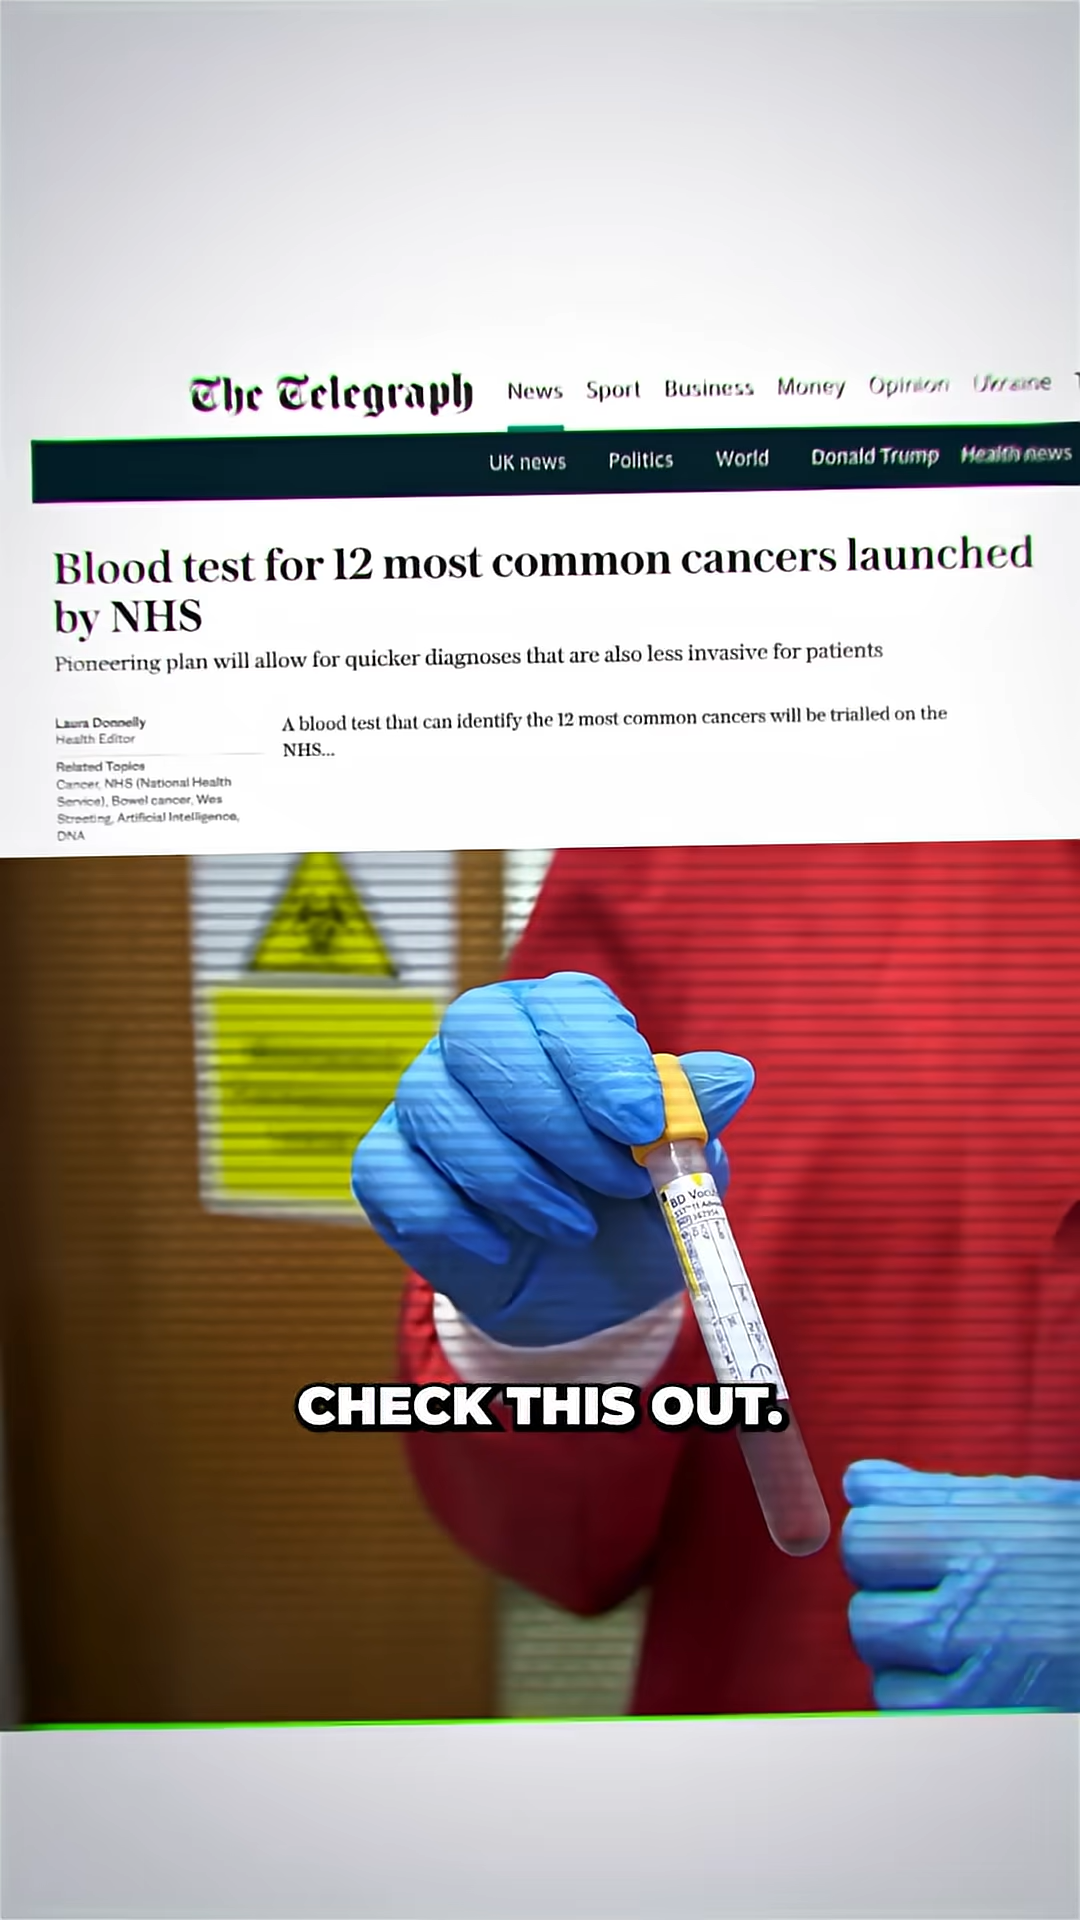 The Telegraph
News Sport Business Money Opinion Ukraine
UK news Politics World Donald Trump Health news
Blood test for 12 most common cancers launched
by NHS
Pioneering plan will allow for quicker diagnoses that are also less invasive for patients
Laura Donnelly
Health Editor
Related Topics
Cancer, NHS (National Health
Service), Bowel cancer, Wes
Streeting, Artificial Intelligence,
DNA
A blood test that can identify the 12 most common cancers will be trialled on the
NHS...
BD
CHECK THIS OUT.